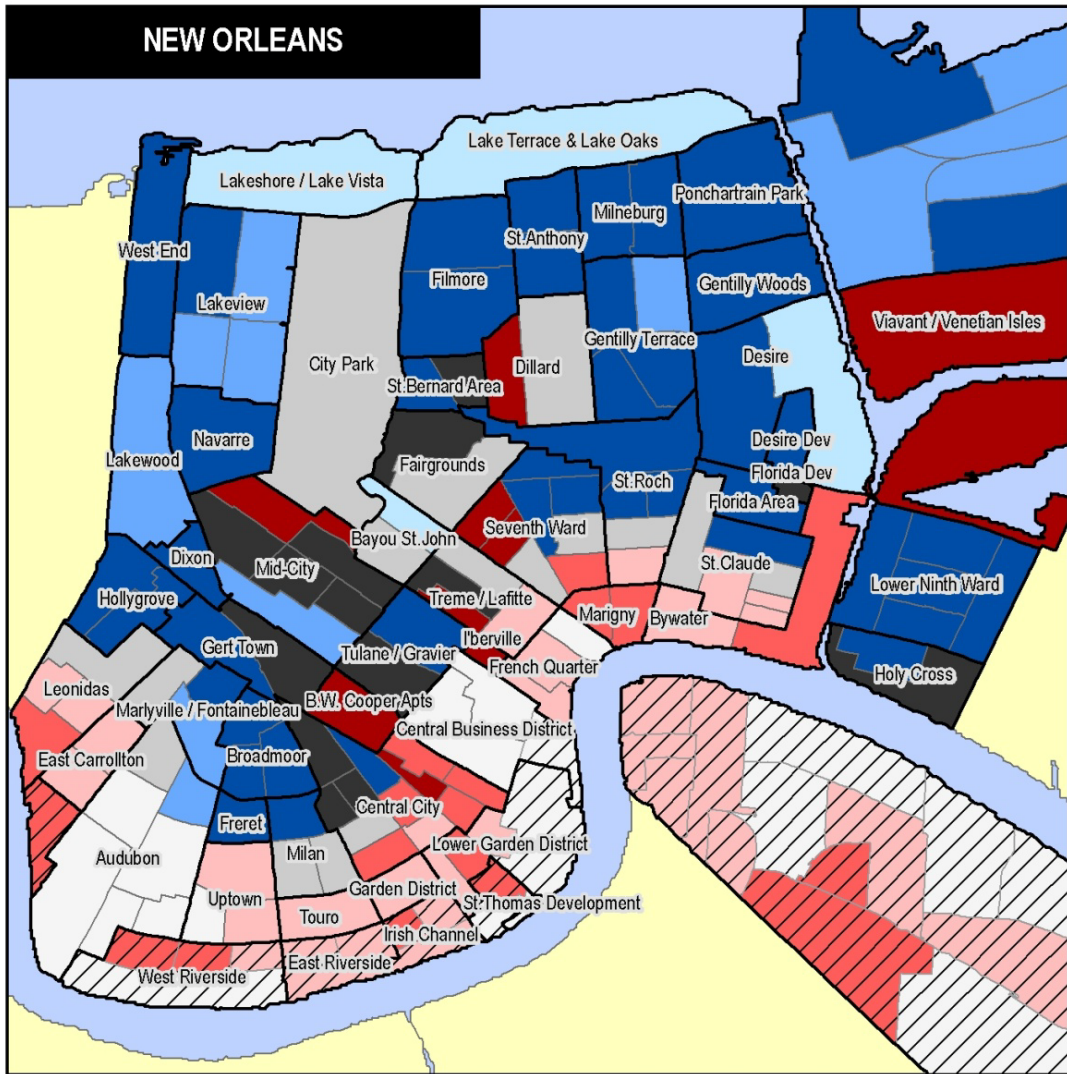 NEW ORLEANS
Lake Terrace & Lake Oaks
Lakeshore / Lake Vista
Ponchartrain Park
Milneburg
St.Anthony
West End
Filmore
Gentilly Woods
Lakeview
Viavant / Venetian Isles
Gentilly Terrace
Desire
City Park
Dillard
St.Bernard Area
Navarre
Desire Dev
Lakewood
Fairgrounds
Florida Dev
St.Roch
Florida Area
Seventh Ward
Bayou St.John
Dixon
Mid-City
St.Claude
Lower Ninth Ward
Hollygrove
Treme / Lafitte
Marigny
Bywater
I'berville
Gert Town
Tulane / Gravier
French Quarter
Holy Cross
Leonidas
B.W. Cooper Apts
Marlyville / Fontainebleau
Central Business District
East Carrollton
Broadmoor
Central City
Freret
Lower Garden District
Audubon
Milan
Garden District
Uptown
St.Thomas Development
Touro
Irish Channel
East Riverside
West Riverside